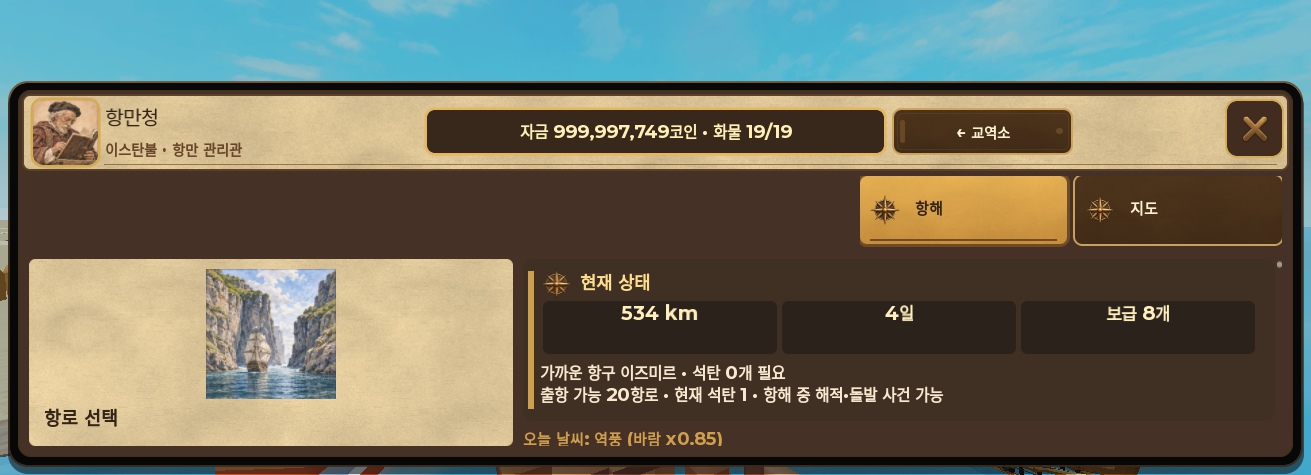 항만청
이스탄불 • 항만 관리관
자금 999,997,749코인 • 화물 19/19
← 교역소
항해
지도
항로 선택
현재 상태
534 km
4일
보급 8개
가까운 항구 이즈미르 • 석탄 0개 필요
출항 가능 20항로 • 현재 석탄 1 • 항해 중 해적•돌발 사건 가능
오늘 날씨: 역풍 (바람 x0.85)